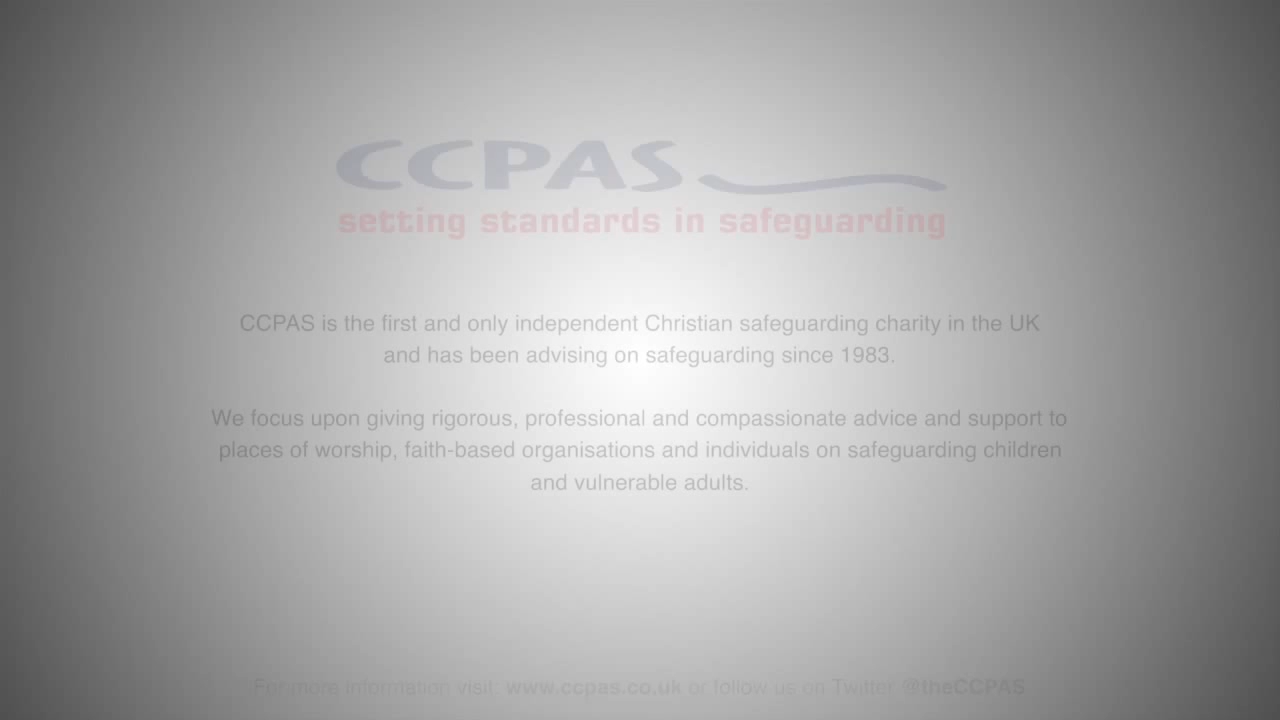 CCPAS
setting standards in safeguarding
CCPAS is the first and only independent Christian safeguarding charity in the UK
and has been advising on safeguarding since 1983.
We focus upon giving rigorous, professional and compassionate advice and support to
places of worship, faith-based organisations and individuals on safeguarding children
and vulnerable adults.
For more information visit: www.ccpas.co.uk or follow us on Twitter @theCCPAS